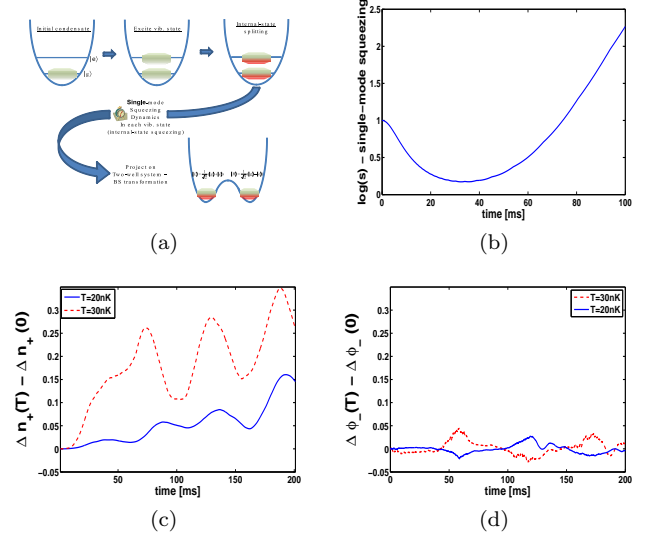 Initial condensate
Excite vib. state
Internal-state
splitting
|e⟩
|g⟩
Single-mode
Squeezing
Dynamics
In each vib. state
(internal-state squeezing)
Project on
Two-well system –
BS transformation
(a)
log(s) − single−mode squeezing
2.5
2
1.5
1
0.5
0
0 20 40 60 80 100
time [ms]
(b)
Δ n₊(T) − Δ n₊(0)
T=20nK
T=30nK
0.3
0.25
0.2
0.15
0.1
0.05
0
−0.05
50 100 150 200
time [ms]
(c)
Δ ϕ₋(T) − Δ ϕ₋(0)
T=30nK
T=20nK
0.3
0.25
0.2
0.15
0.1
0.05
0
−0.05
0 50 100 150 200
time [ms]
(d)